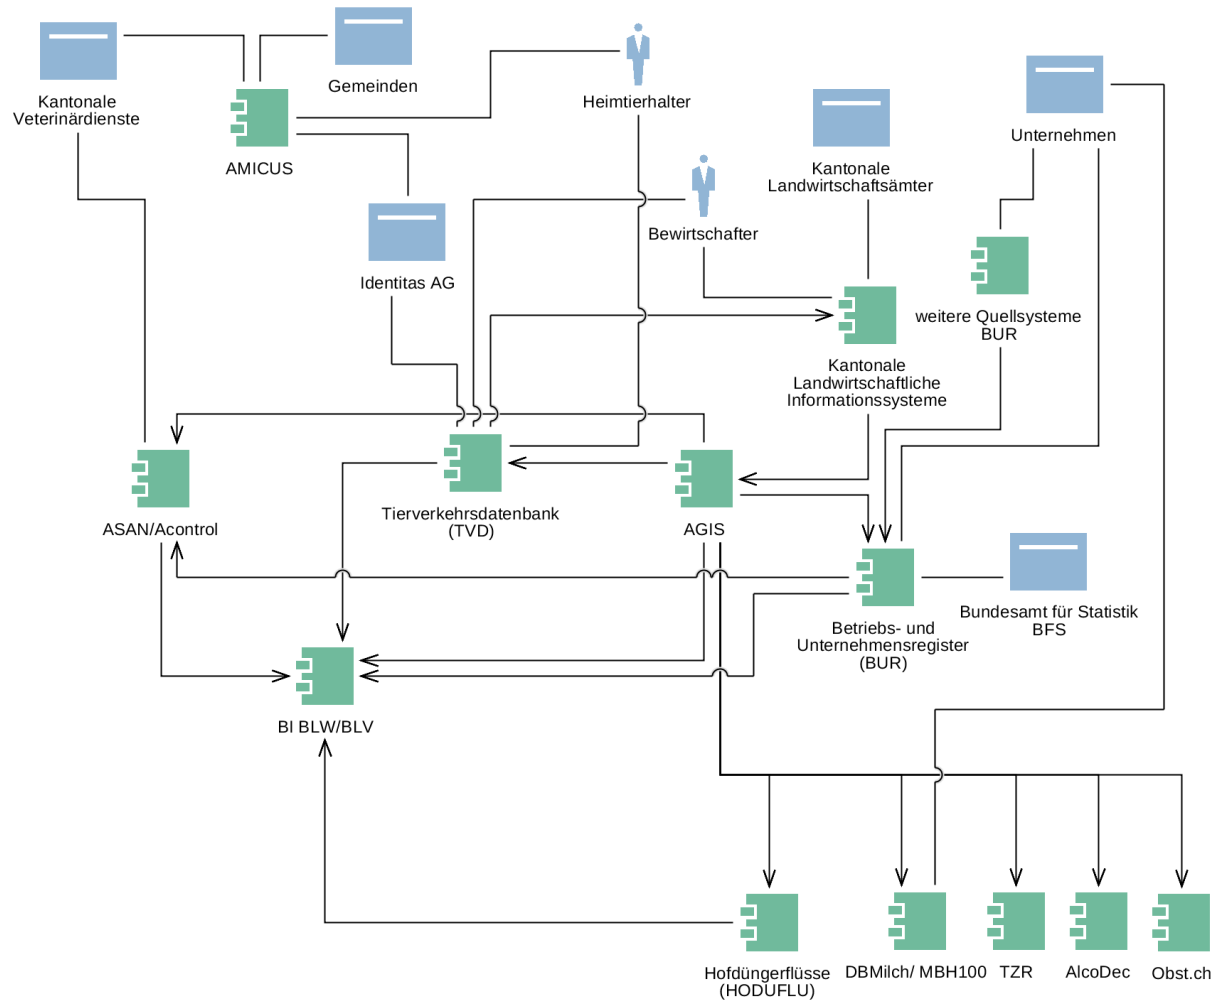 Gemeinden
Kantonale
Veterinärdienste
Heimtierhalter
Unternehmen
AMICUS
Kantonale
Landwirtschaftsämter
Bewirtschafter
Identitas AG
weitere Quellsysteme
BUR
Kantonale
Landwirtschaftliche
Informationssysteme
ASAN/Acontrol
Tierverkehrsdatenbank
(TVD)
AGIS
Betriebs- und
Unternehmensregister
(BUR)
Bundesamt für Statistik
BFS
BI BLW/BLV
Hofdüngerflüsse
(HODUFLU)
DBMilch/ MBH100
TZR
AlcoDec
Obst.ch